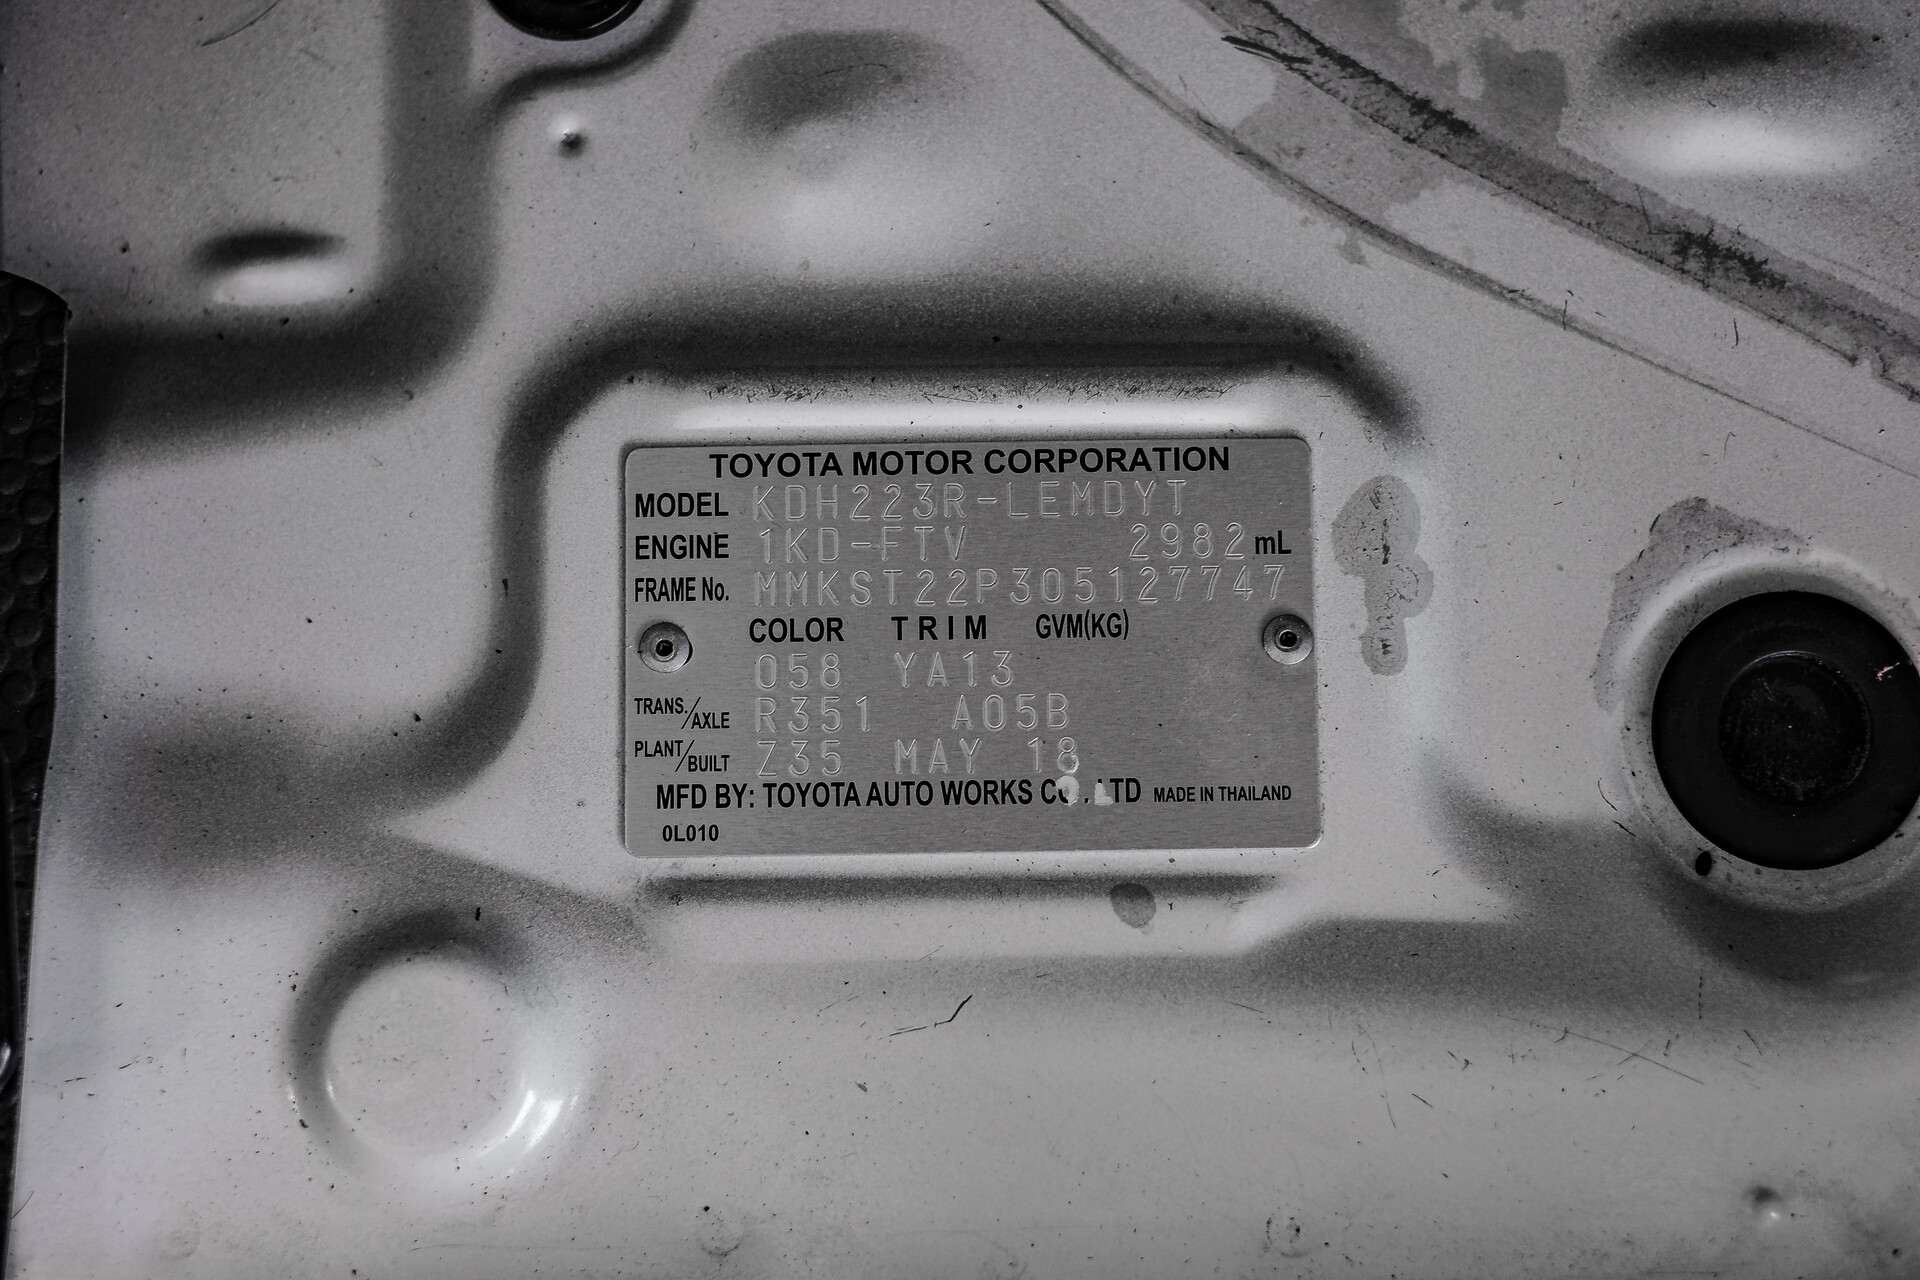 TOYOTA MOTOR CORPORATION
MODEL KDH223R-LEMDYT
ENGINE 1KD-FTV 2982 mL
FRAME No. MMKST22P305127747
COLOR TRIM GVM(KG)
058 YA13
TRANS./AXLE R351 A05B
PLANT/BUILT Z35 MAY 18
MFD BY: TOYOTA AUTO WORKS CO.,LTD MADE IN THAILAND
0L010